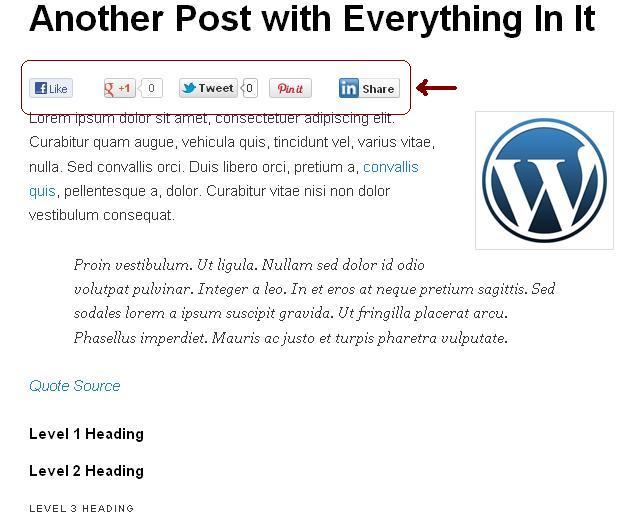 Another Post with Everything In It
Like +1 0 Tweet 0 Pin it in Share
Lorem ipsum dolor sit amet, consectetuer adipiscing elit.
Curabitur quam augue, vehicula quis, tincidunt vel, varius vitae,
nulla. Sed convallis orci. Duis libero orci, pretium a, convallis
quis, pellentesque a, dolor. Curabitur vitae nisi non dolor
vestibulum consequat.
Proin vestibulum. Ut ligula. Nullam sed dolor id odio
volutpat pulvinar. Integer a leo. In et eros at neque pretium sagittis. Sed
sodales lorem a ipsum suscipit gravida. Ut fringilla placerat arcu.
Phasellus imperdiet. Mauris ac justo et turpis pharetra vulputate.
Quote Source
Level 1 Heading
Level 2 Heading
LEVEL 3 HEADING